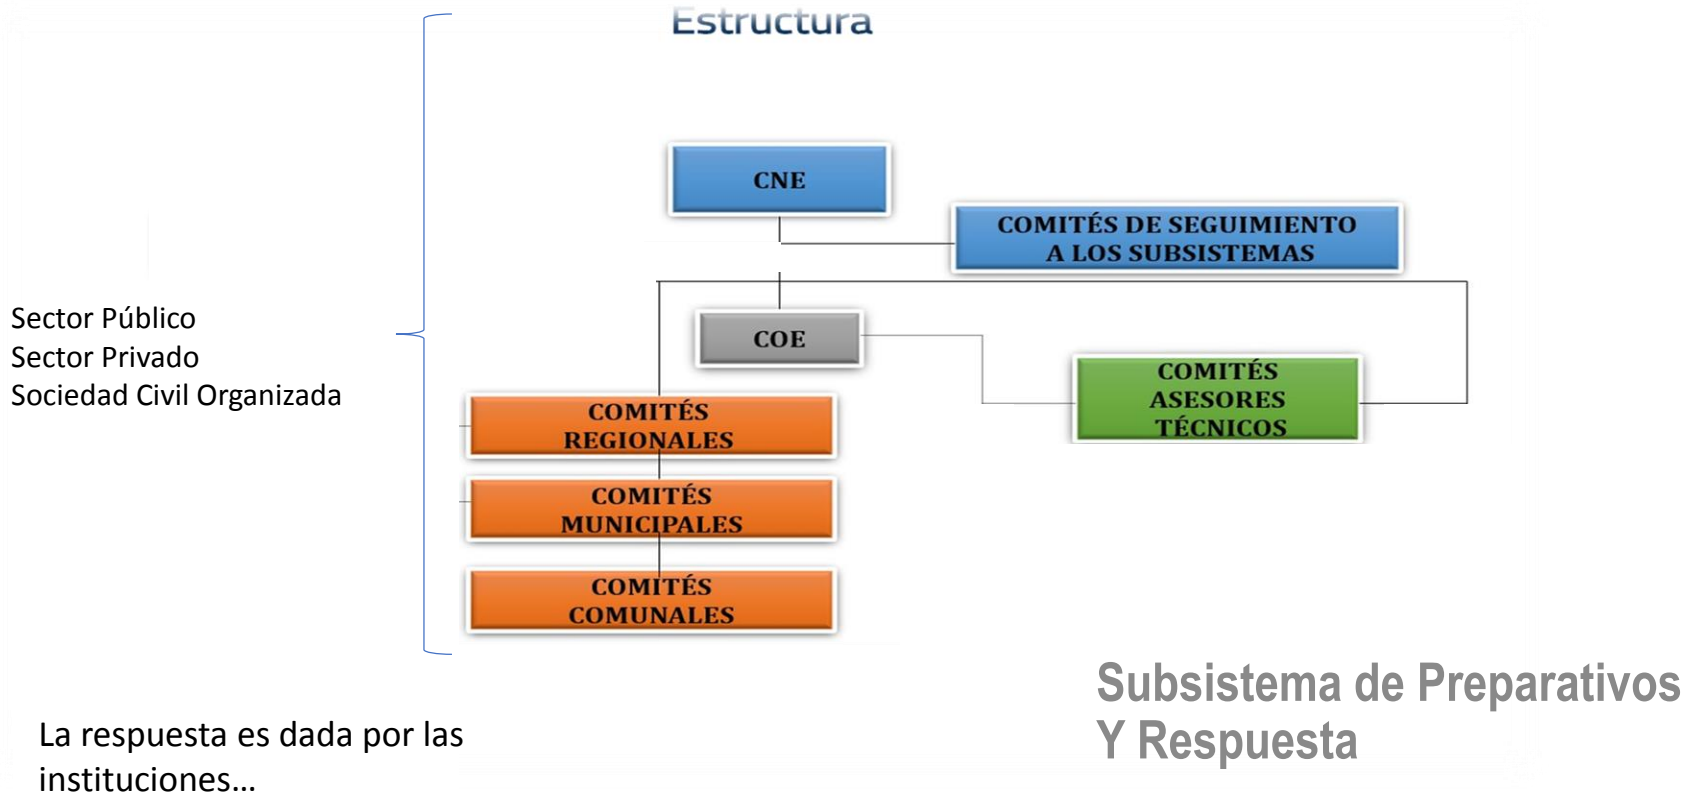 Estructura
CNE
COMITÉS DE SEGUIMIENTO
A LOS SUBSISTEMAS
Sector Público
Sector Privado
Sociedad Civil Organizada
COE
COMITÉS
ASESORES
TÉCNICOS
COMITÉS
REGIONALES
COMITÉS
MUNICIPALES
COMITÉS
COMUNALES
Subsistema de Preparativos
Y Respuesta
La respuesta es dada por las
instituciones...